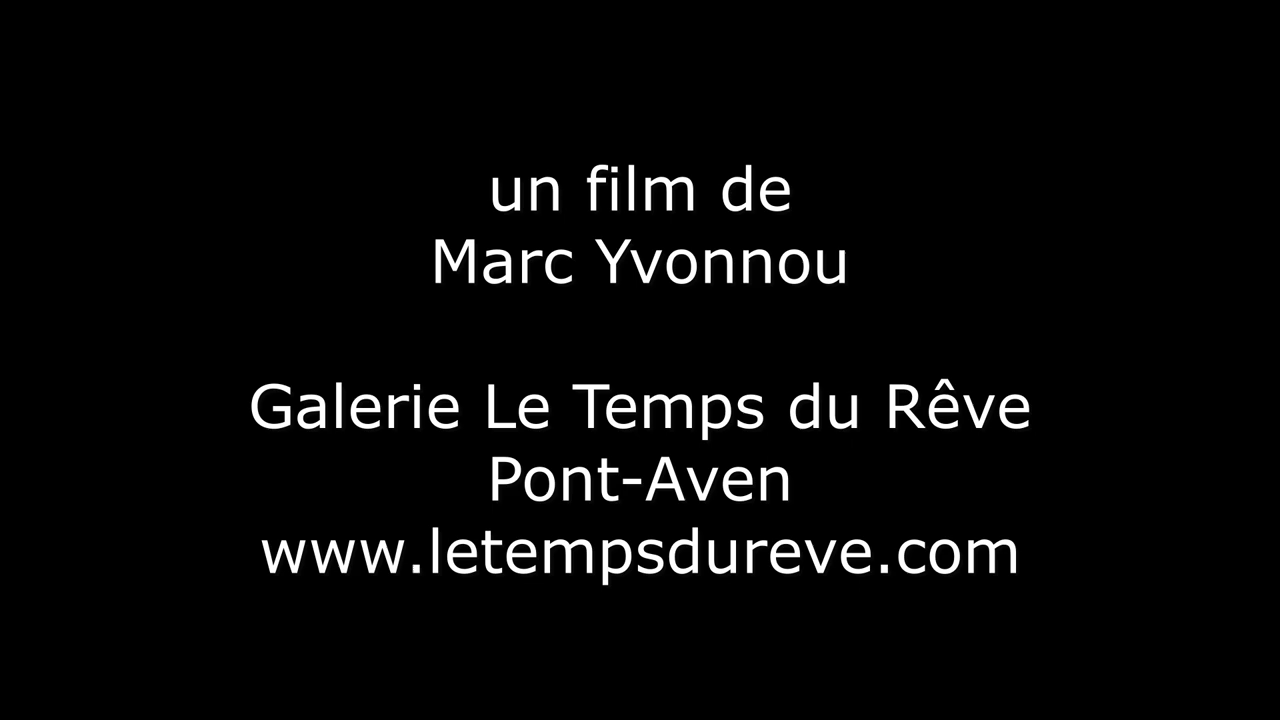 un film de
Marc Yvonnou
Galerie Le Temps du Rêve
Pont-Aven
www.letempsdureve.com